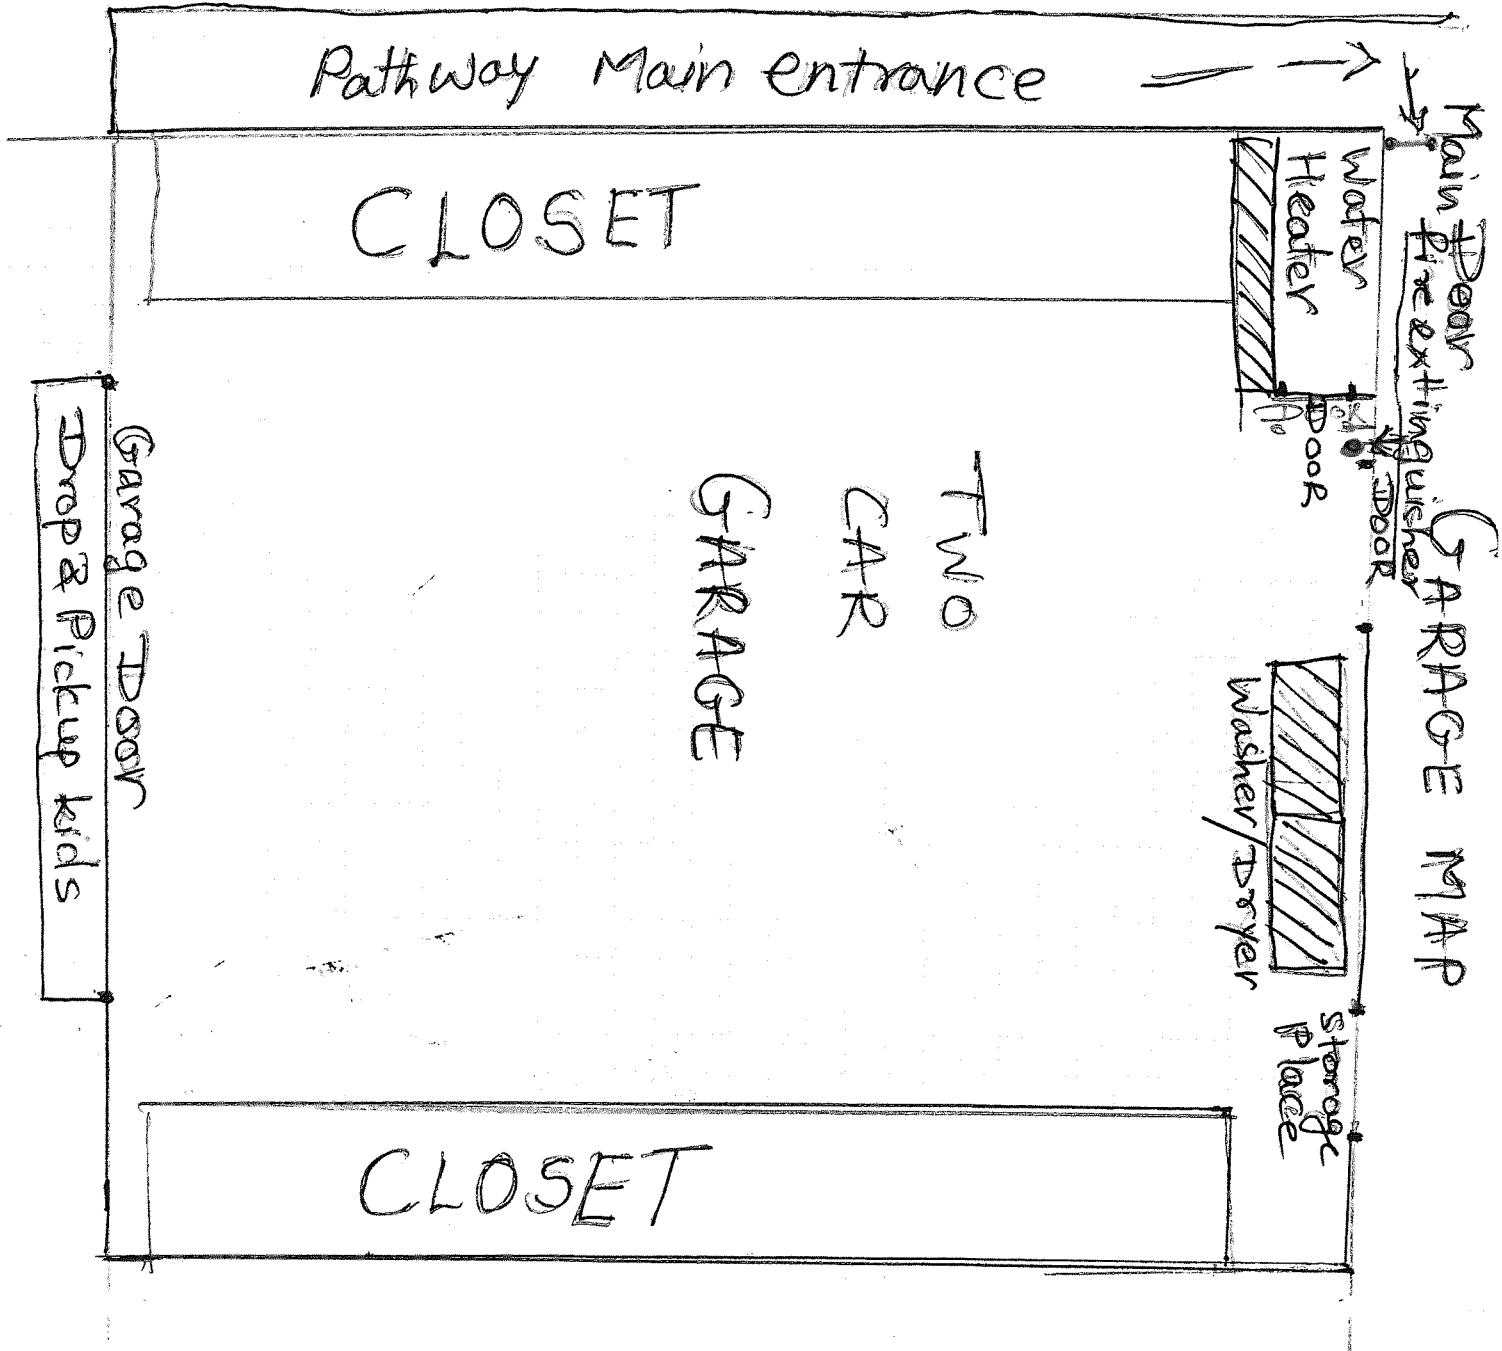 Pathway Main entrance
Main Door
CLOSET
Water
Heater
Fire extinguisher
DOOR
DOOR
GARAGE MAP
TWO
CAR
GARAGE
Garage Door
Drop & Pickup kids
Washer/Dryer
Storage
Place
CLOSET